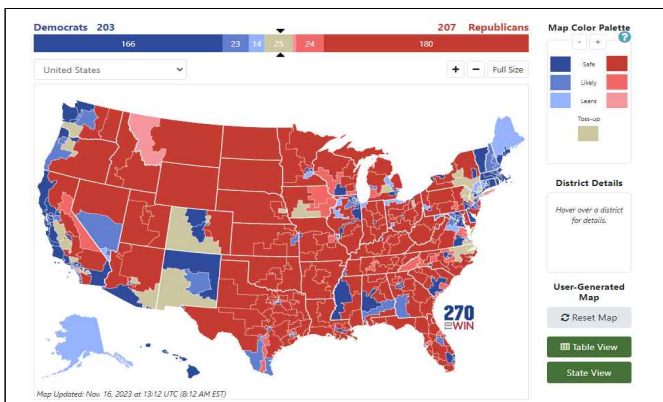 Democrats 203
207 Republicans
166
23
14
25
24
180
United States
+
−
Full Size
Map Color Palette
-
+
?
Safe
Likely
Leans
Toss-up
District Details
Hover over a district
for details.
User-Generated
Map
Reset Map
Table View
State View
270
TO
WIN
Map Updated: Nov. 16, 2023 at 13:12 UTC (8:12 AM EST)